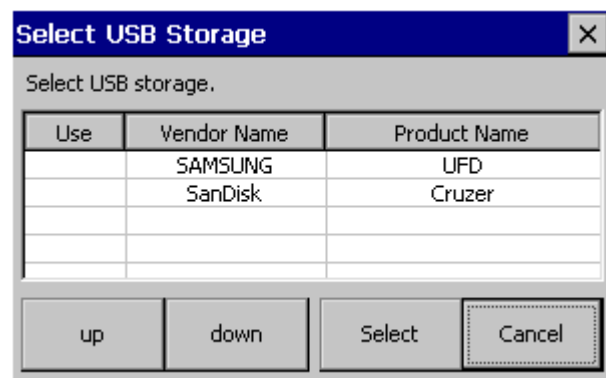 Select USB Storage
Select USB storage.
Use Vendor Name Product Name
SAMSUNG UFD
SanDisk Cruzer
up down Select Cancel